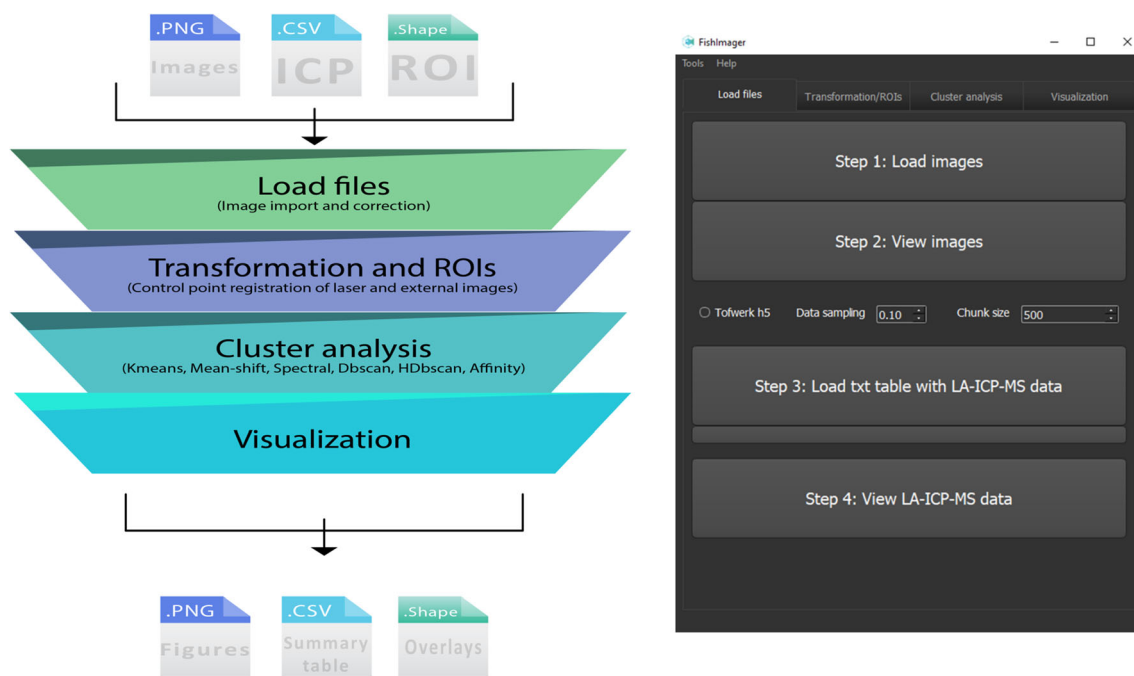 .PNG
Images
.CSV
ICP
.Shape
ROI
Load files
(Image import and correction)
Transformation and ROIs
(Control point registration of laser and external images)
Cluster analysis
(Kmeans, Mean-shift, Spectral, Dbscan, HDbscan, Affinity)
Visualization
.PNG
Figures
.CSV
Summary
table
.Shape
Overlays
FishImager
Tools Help
Load files Transformation/ROIs Cluster analysis Visualization
Step 1: Load images
Step 2: View images
Tofwerk h5 Data sampling 0.10 Chunk size 500
Step 3: Load txt table with LA-ICP-MS data
Step 4: View LA-ICP-MS data